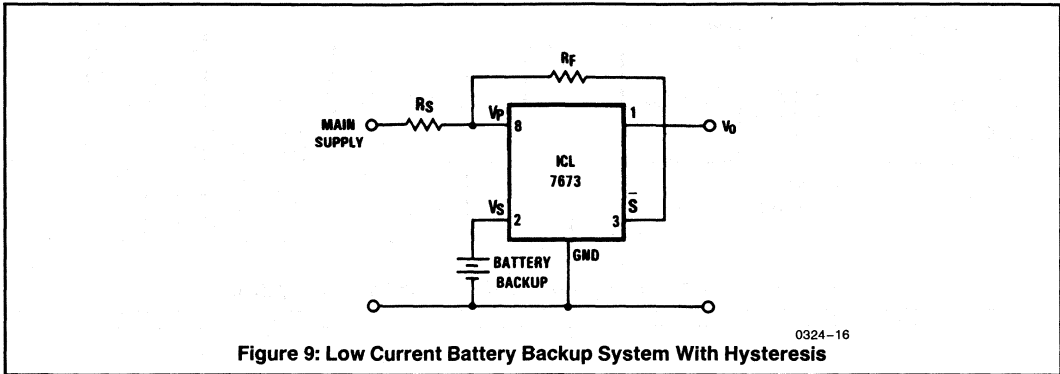 RF
RS
MAIN
SUPPLY
VP
8
1
VO
ICL
7673
VS
2
S̅
3
GND
BATTERY
BACKUP
0324–16
Figure 9: Low Current Battery Backup System With Hysteresis